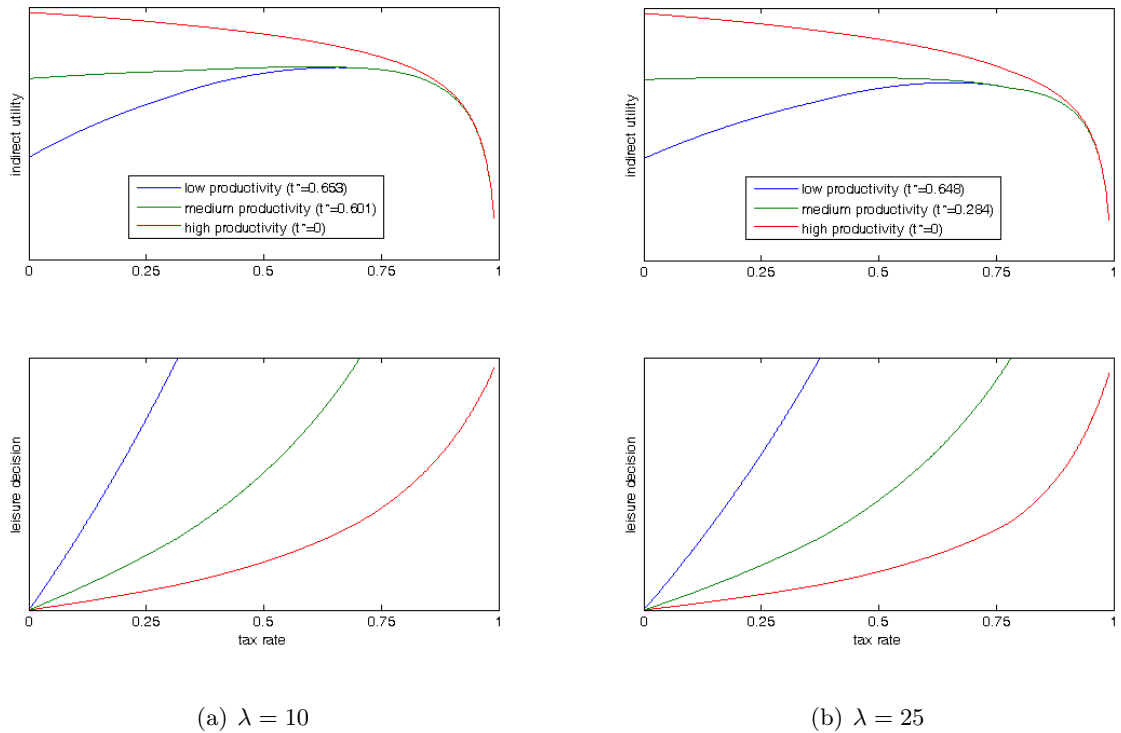 indirect utility
low productivity (t*=0.653)
medium productivity (t*=0.601)
high productivity (t*=0)
0 0.25 0.5 0.75 1
leisure decision
0 0.25 0.5 0.75 1
tax rate
(a) λ = 10
indirect utility
low productivity (t*=0.648)
medium productivity (t*=0.284)
high productivity (t*=0)
0 0.25 0.5 0.75 1
leisure decision
0 0.25 0.5 0.75 1
tax rate
(b) λ = 25